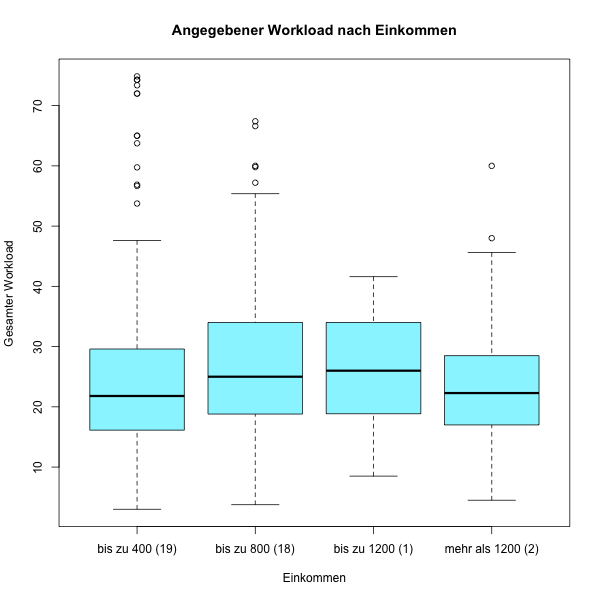 Angegebener Workload nach Einkommen
Gesamter Workload
70
60
50
40
30
20
10
bis zu 400 (19)
bis zu 800 (18)
bis zu 1200 (1)
mehr als 1200 (2)
Einkommen